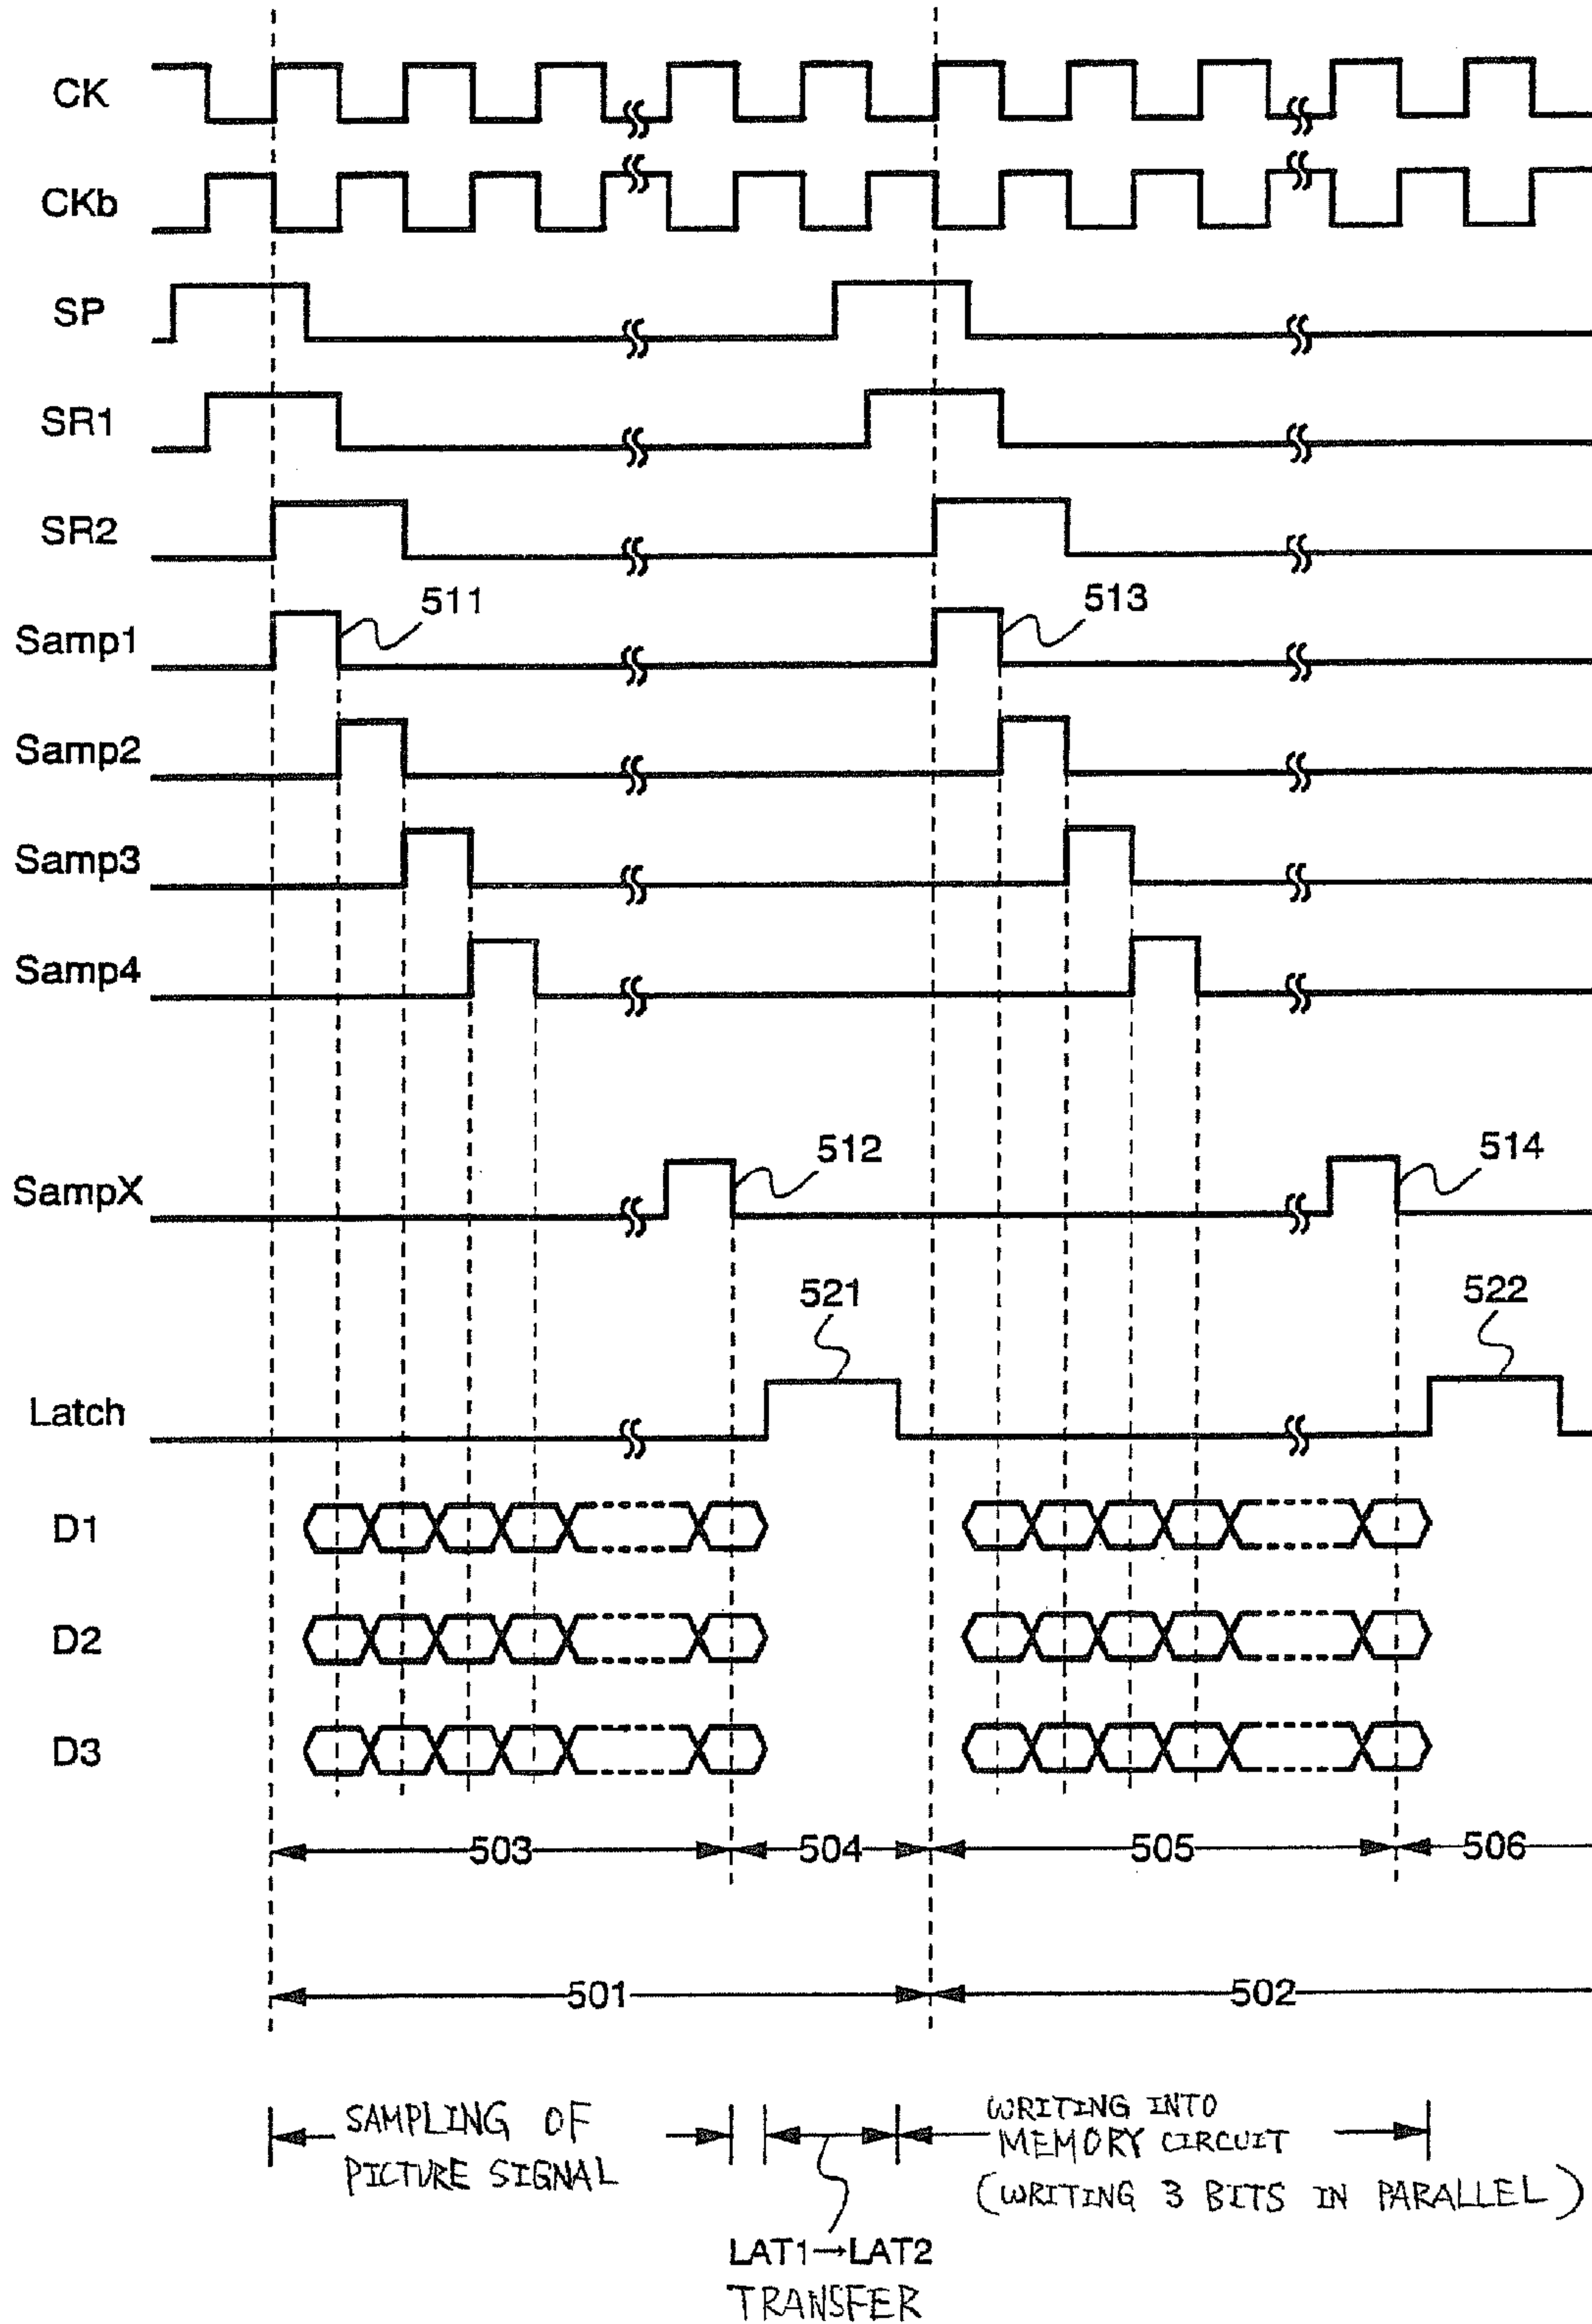 CK
CKb
SP
SR1
SR2
511
513
Samp1
Samp2
Samp3
Samp4
512
514
SampX
521
522
Latch
D1
D2
D3
503
504
505
506
501
502
SAMPLING OF
PICTURE SIGNAL
WRITING INTO
MEMORY CIRCUIT
(WRITING 3 BITS IN PARALLEL)
LAT1→LAT2
TRANSFER